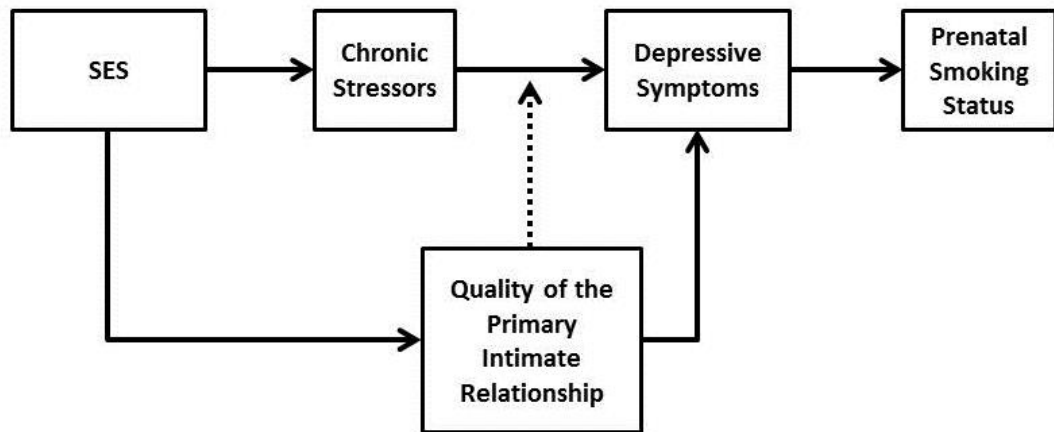 SES
Chronic
Stressors
Depressive
Symptoms
Prenatal
Smoking
Status
Quality of the
Primary
Intimate
Relationship